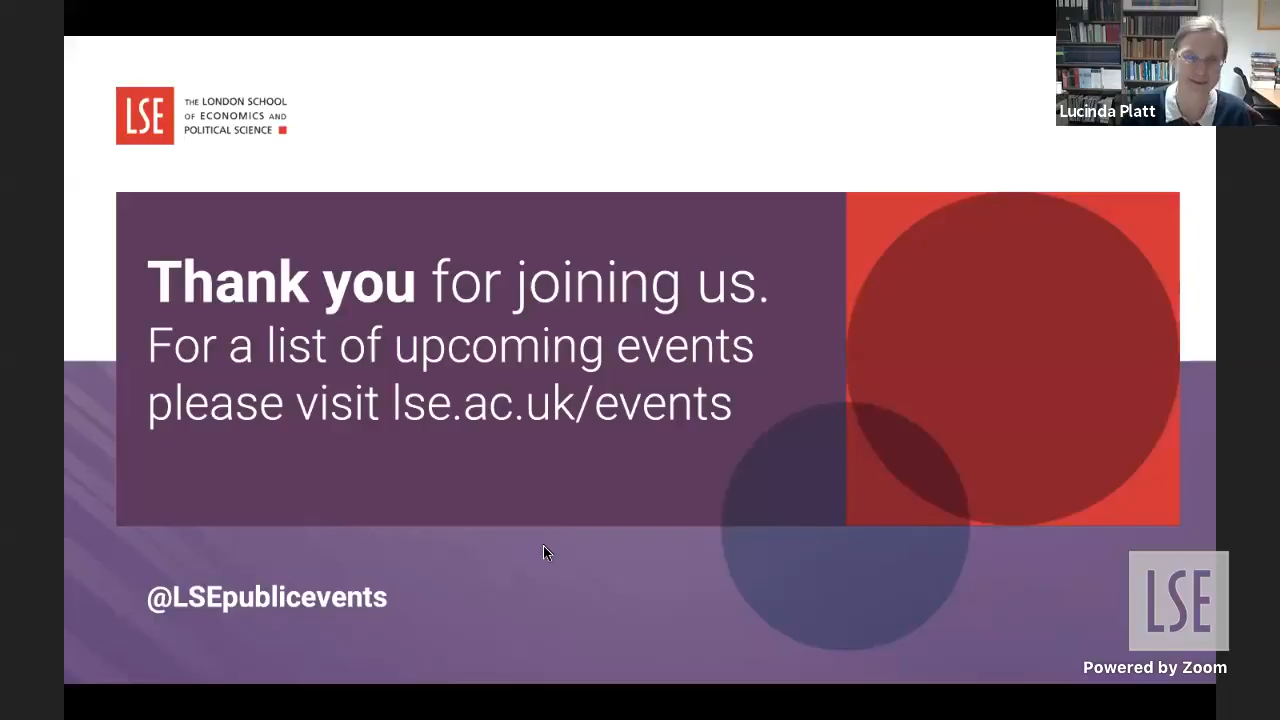 LSE
THE LONDON SCHOOL
OF ECONOMICS AND
POLITICAL SCIENCE
Lucinda Platt
Thank you for joining us.
For a list of upcoming events
please visit lse.ac.uk/events
@LSEpublicevents
LSE
Powered by Zoom